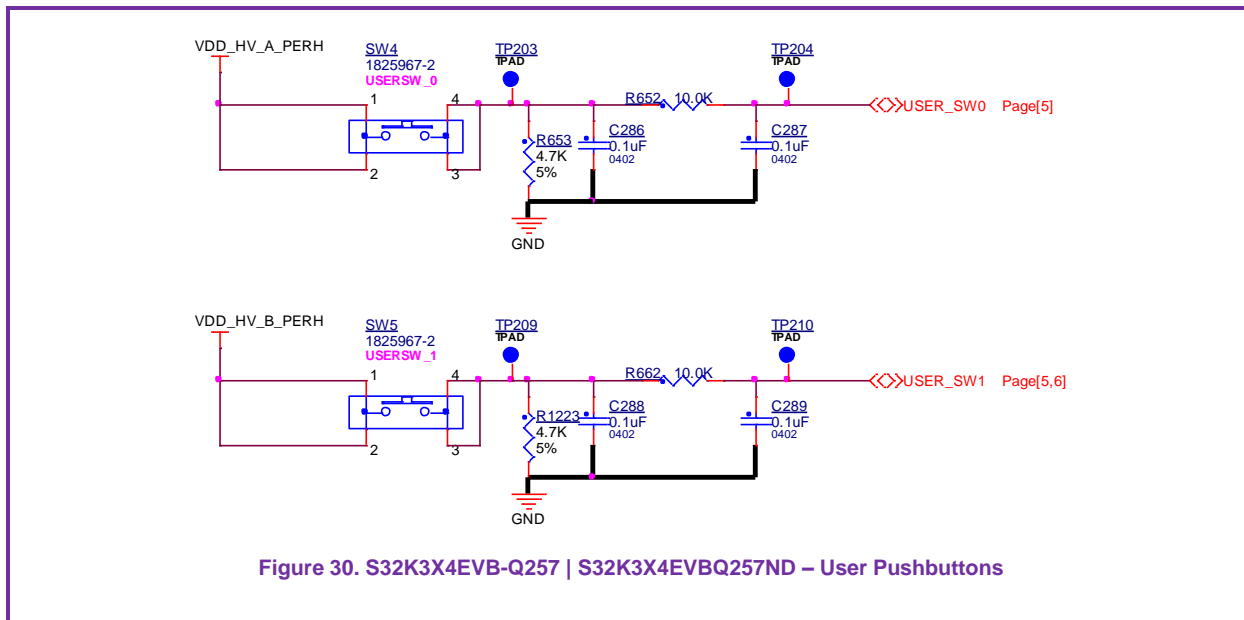 VDD_HV_A_PERH
SW4
1825967-2
USERSW_0
TP203
TPAD
TP204
TPAD
1
4
2
3
R652 10.0K
USER_SW0 Page[5]
R653
4.7K
5%
C286
0.1uF
0402
C287
0.1uF
0402
GND
VDD_HV_B_PERH
SW5
1825967-2
USERSW_1
TP209
TPAD
TP210
TPAD
1
4
2
3
R662 10.0K
USER_SW1 Page[5,6]
R1223
4.7K
5%
C288
0.1uF
0402
C289
0.1uF
0402
GND
Figure 30. S32K3X4EVB-Q257 | S32K3X4EVBQ257ND – User Pushbuttons